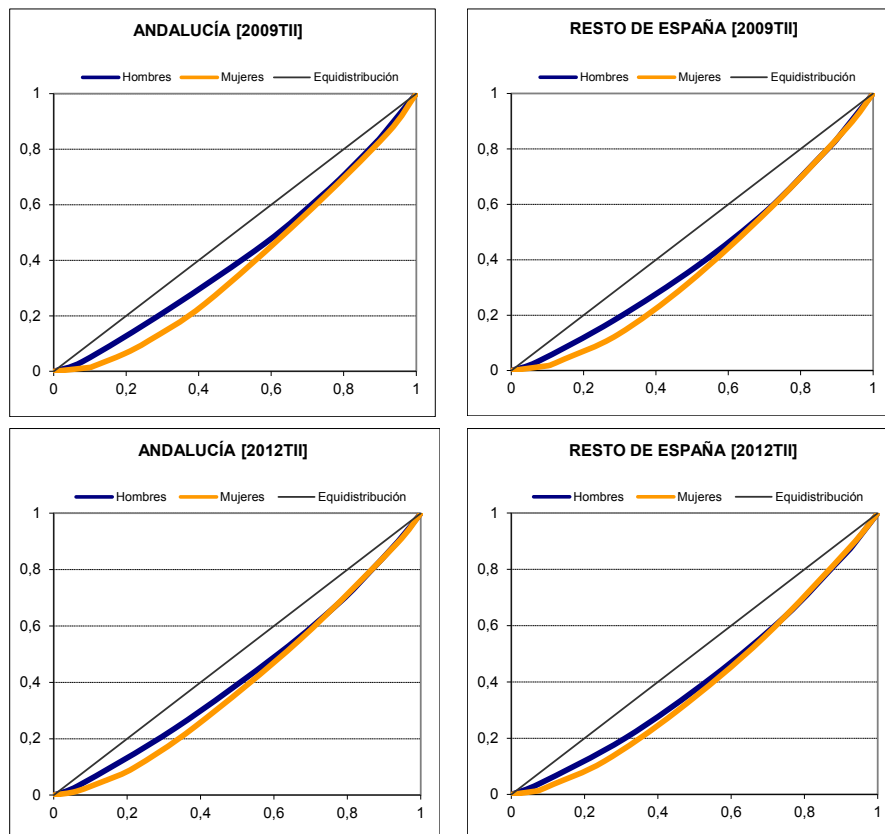 ANDALUCÍA [2009TII]
Hombres Mujeres Equidistribución
1
0,8
0,6
0,4
0,2
0
0 0,2 0,4 0,6 0,8 1
RESTO DE ESPAÑA [2009TII]
Hombres Mujeres Equidistribución
1
0,8
0,6
0,4
0,2
0
0 0,2 0,4 0,6 0,8 1
ANDALUCÍA [2012TII]
Hombres Mujeres Equidistribución
1
0,8
0,6
0,4
0,2
0
0 0,2 0,4 0,6 0,8 1
RESTO DE ESPAÑA [2012TII]
Hombres Mujeres Equidistribución
1
0,8
0,6
0,4
0,2
0
0 0,2 0,4 0,6 0,8 1